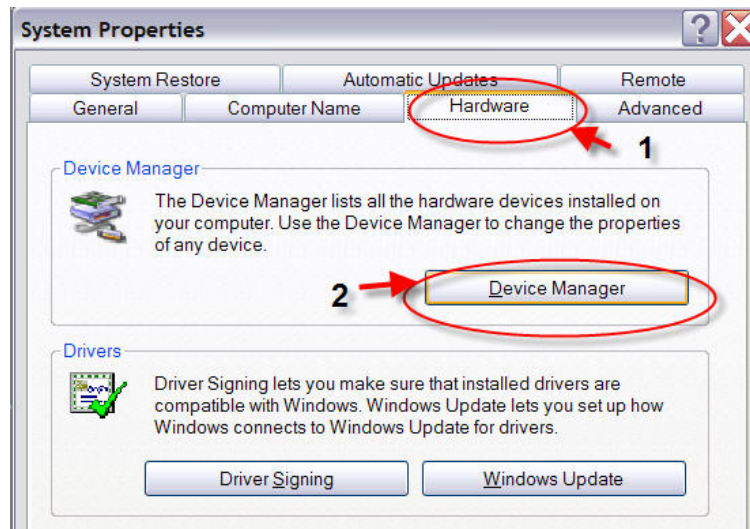 System Properties
System Restore Automatic Updates Remote
General Computer Name Hardware Advanced
1
Device Manager
The Device Manager lists all the hardware devices installed on
your computer. Use the Device Manager to change the properties
of any device.
2
Device Manager
Drivers
Driver Signing lets you make sure that installed drivers are
compatible with Windows. Windows Update lets you set up how
Windows connects to Windows Update for drivers.
Driver Signing Windows Update